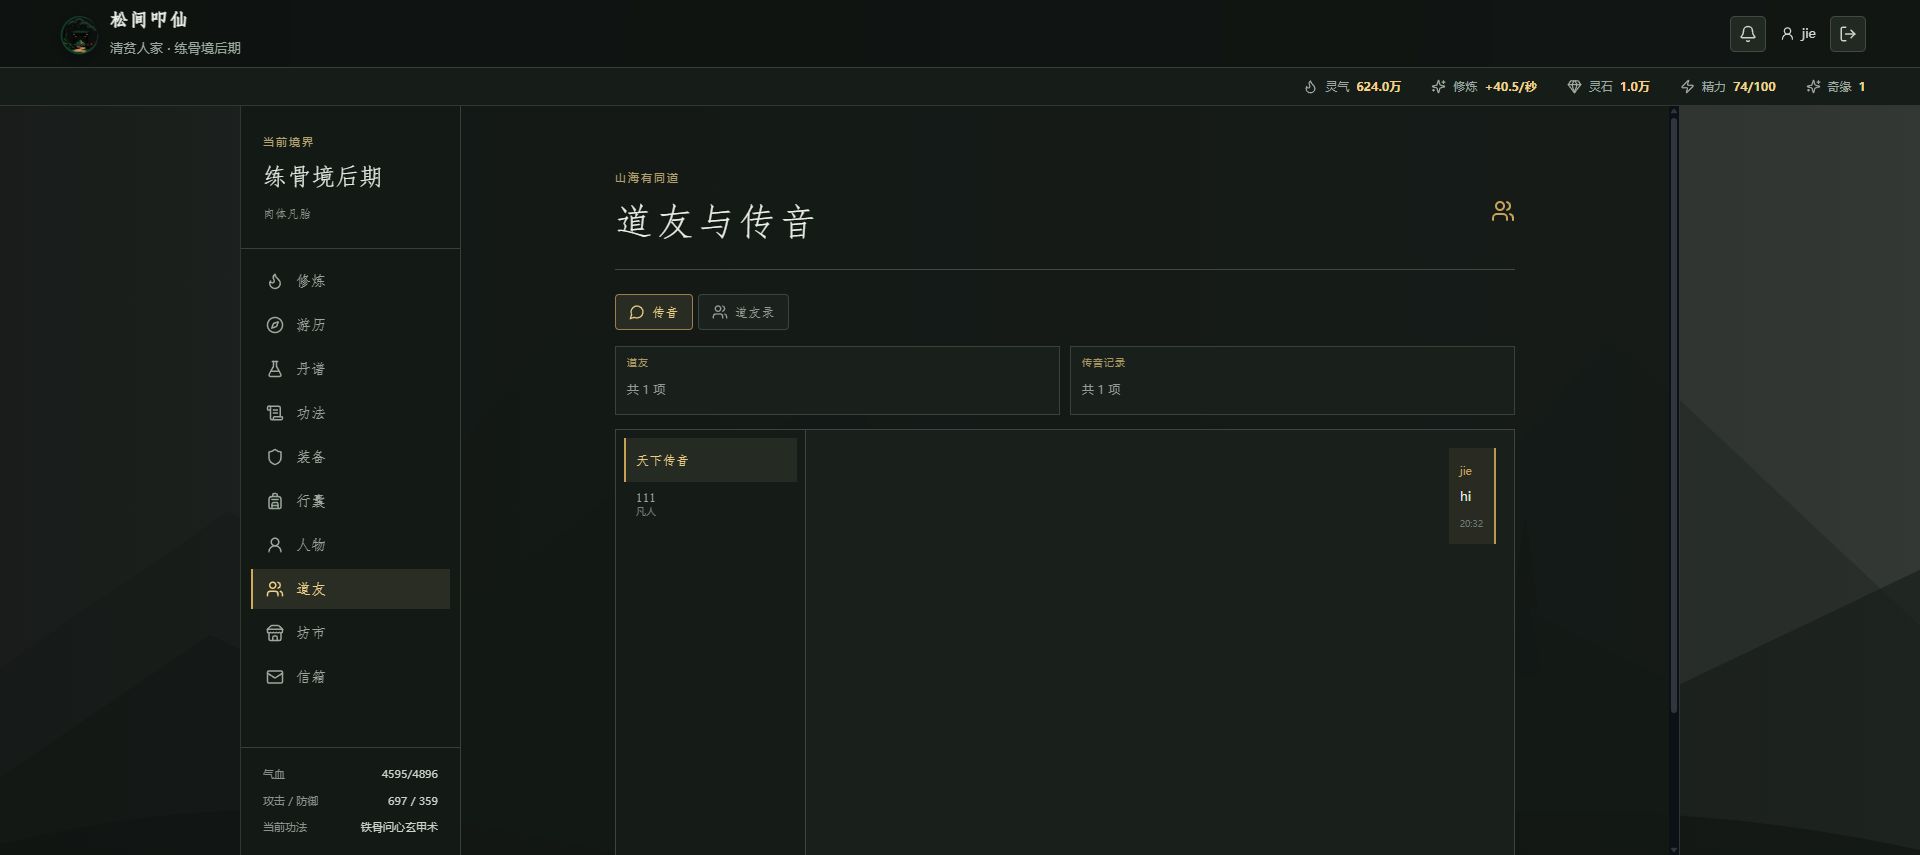 松间叩仙
清贫人家 · 练骨境后期
jie
灵气 624.0万
修炼 +40.5/秒
灵石 1.0万
精力 74/100
奇缘 1
当前境界
练骨境后期
肉体凡胎
修炼
游历
丹谱
功法
装备
行囊
人物
道友
坊市
信箱
气血 4595/4896
攻击 / 防御 697 / 359
当前功法 铁骨问心玄甲术
山海有同道
道友与传音
传音
道友录
道友
共 1 项
传音记录
共 1 项
天下传音
111
凡人
jie
hi
20:32